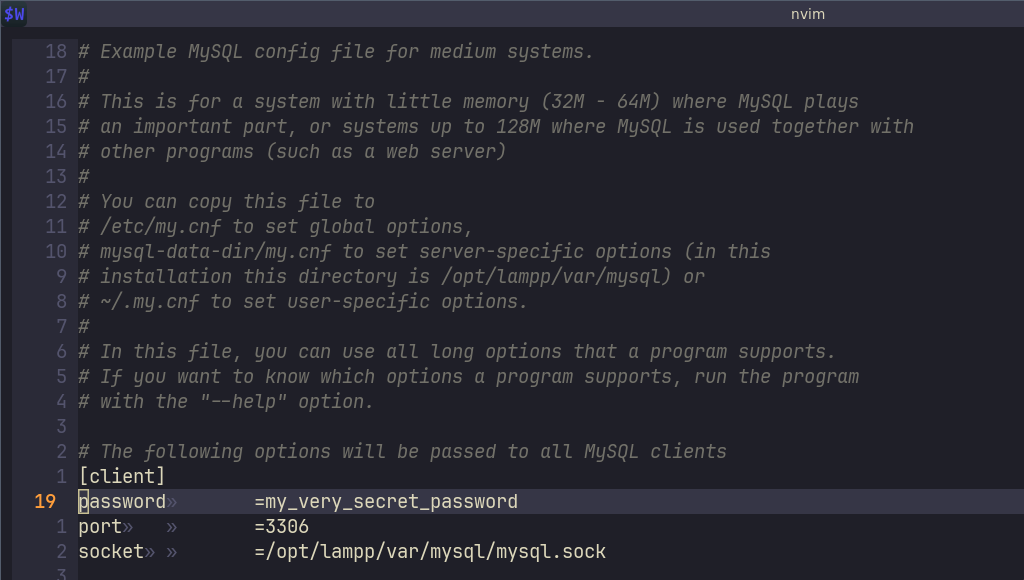 $W
nvim
18 # Example MySQL config file for medium systems.
17 #
16 # This is for a system with little memory (32M - 64M) where MySQL plays
15 # an important part, or systems up to 128M where MySQL is used together with
14 # other programs (such as a web server)
13 #
12 # You can copy this file to
11 # /etc/my.cnf to set global options,
10 # mysql-data-dir/my.cnf to set server-specific options (in this
9 # installation this directory is /opt/lampp/var/mysql) or
8 # ~/.my.cnf to set user-specific options.
7 #
6 # In this file, you can use all long options that a program supports.
5 # If you want to know which options a program supports, run the program
4 # with the "--help" option.
3
2 # The following options will be passed to all MySQL clients
1 [client]
19 password» =my_very_secret_password
1 port» » =3306
2 socket» » =/opt/lampp/var/mysql/mysql.sock
3